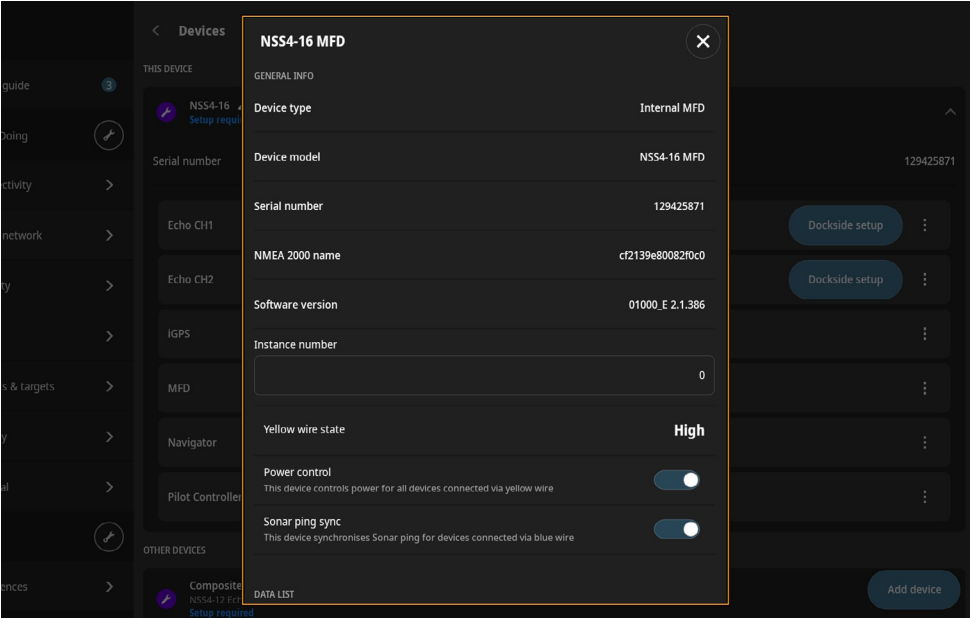 Devices
THIS DEVICE
guide
3
NSS4-16
Doing
Serial number
129425871
ctivity
Echo CH1
Dockside setup
network
Echo CH2
Dockside setup
ty
iGPS
s & targets
MFD
y
Navigator
al
Pilot Controller
OTHER DEVICES
ences
Composite
NSS4-12
Setup required
Add device
NSS4-16 MFD
GENERAL INFO
Device type
Internal MFD
Device model
NSS4-16 MFD
Serial number
129425871
NMEA 2000 name
cf2139e80082f0c0
Software version
01000_E 2.1.386
Instance number
0
Yellow wire state
High
Power control
This device controls power for all devices connected via yellow wire
Sonar ping sync
This device synchronises Sonar ping for devices connected via blue wire
DATA LIST